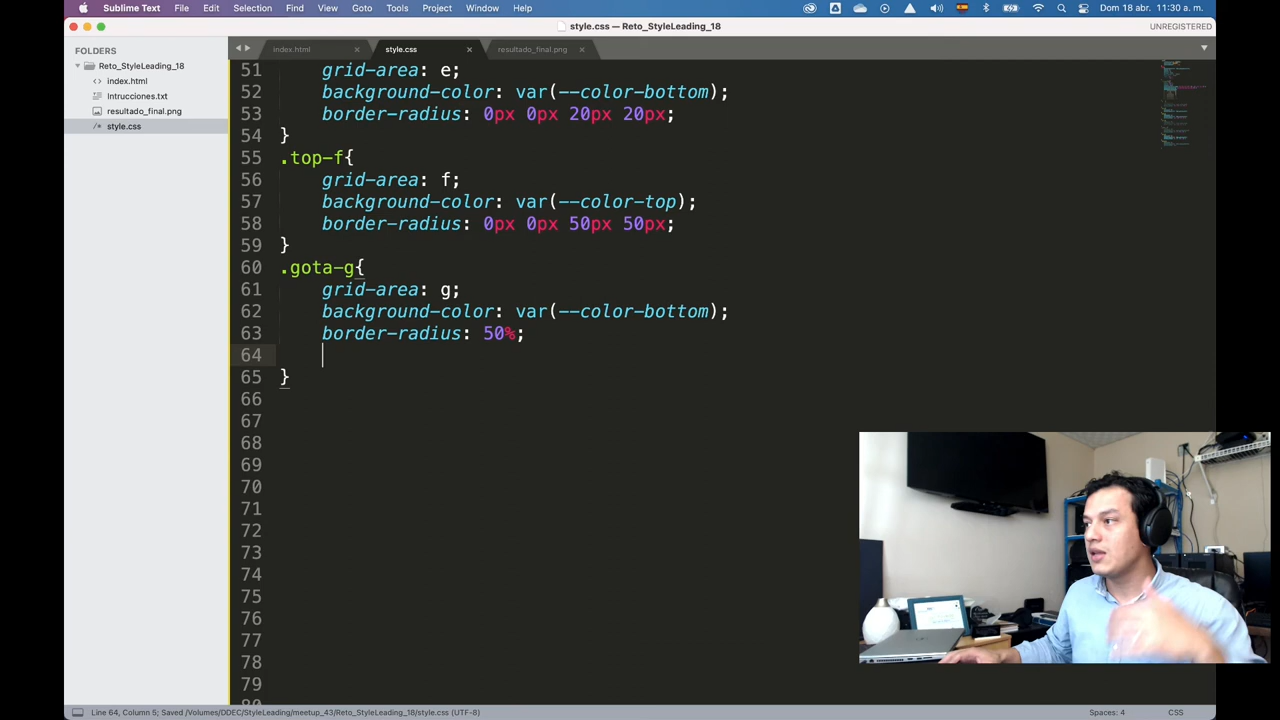 Sublime Text File Edit Selection Find View Goto Tools Project Window Help Dom 18 abr. 11:30 a. m.
style.css — Reto_StyleLeading_18
UNREGISTERED
FOLDERS
Reto_StyleLeading_18
index.html
Intrucciones.txt
resultado_final.png
style.css
index.html
style.css
resultado_final.png
51 grid-area: e;
52 background-color: var(--color-bottom);
53 border-radius: 0px 0px 20px 20px;
54 }
55 .top-f{
56 grid-area: f;
57 background-color: var(--color-top);
58 border-radius: 0px 0px 50px 50px;
59 }
60 .gota-g{
61 grid-area: g;
62 background-color: var(--color-bottom);
63 border-radius: 50%;
64
65 }
66
67
68
69
70
71
72
73
74
75
76
77
78
79
80
Line 64, Column 5; Saved /Volumes/DDEC/StyleLeading/meetup_43/Reto_StyleLeading_18/style.css (UTF-8)
Spaces: 4
CSS